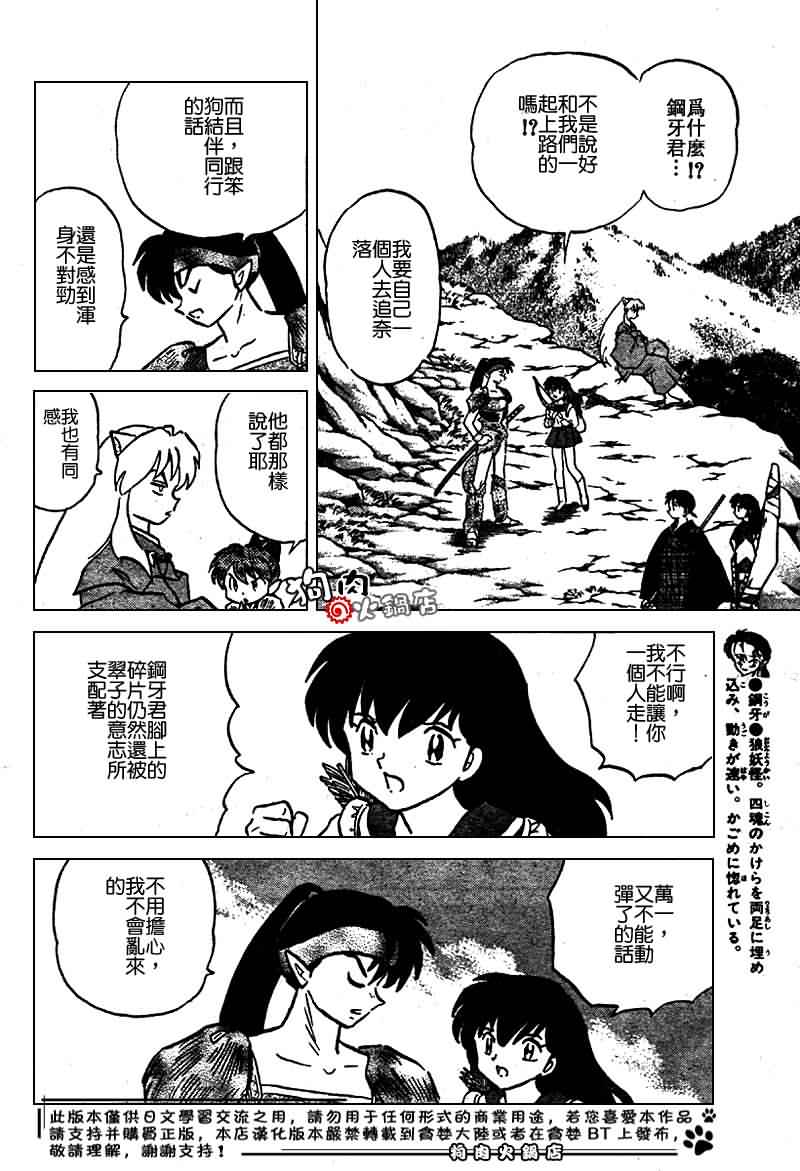 為什麼!?
鋼牙君…
不是說好
和我們一
起上路的
嗎!?
我要自己一
個人去追奈
落
而且，跟笨
狗結伴同行
的話
還是感到渾
身不對勁
他都那樣
說了耶
我也有同
感
狗肉
火鍋店
不行啊，
我不能讓你
一個人走！
鋼牙君腳上的
碎片仍然還被
翠子的意志所
支配著
●鋼牙●狼妖怪。四魂のかけらを両足に埋め
込み、動きが速い。かごめに惚れている。
萬一，
又不能動
彈了的話
不用擔心，
我不會亂來
的
此版本僅供日文學習交流之用，請勿用于任何形式的商業用途，若您喜愛本作品
請支持并購買正版，本店漢化版本嚴禁轉載到貪婪大陸或者在貪婪BT上發布，
敬請理解，謝謝支持！
狗肉火鍋店